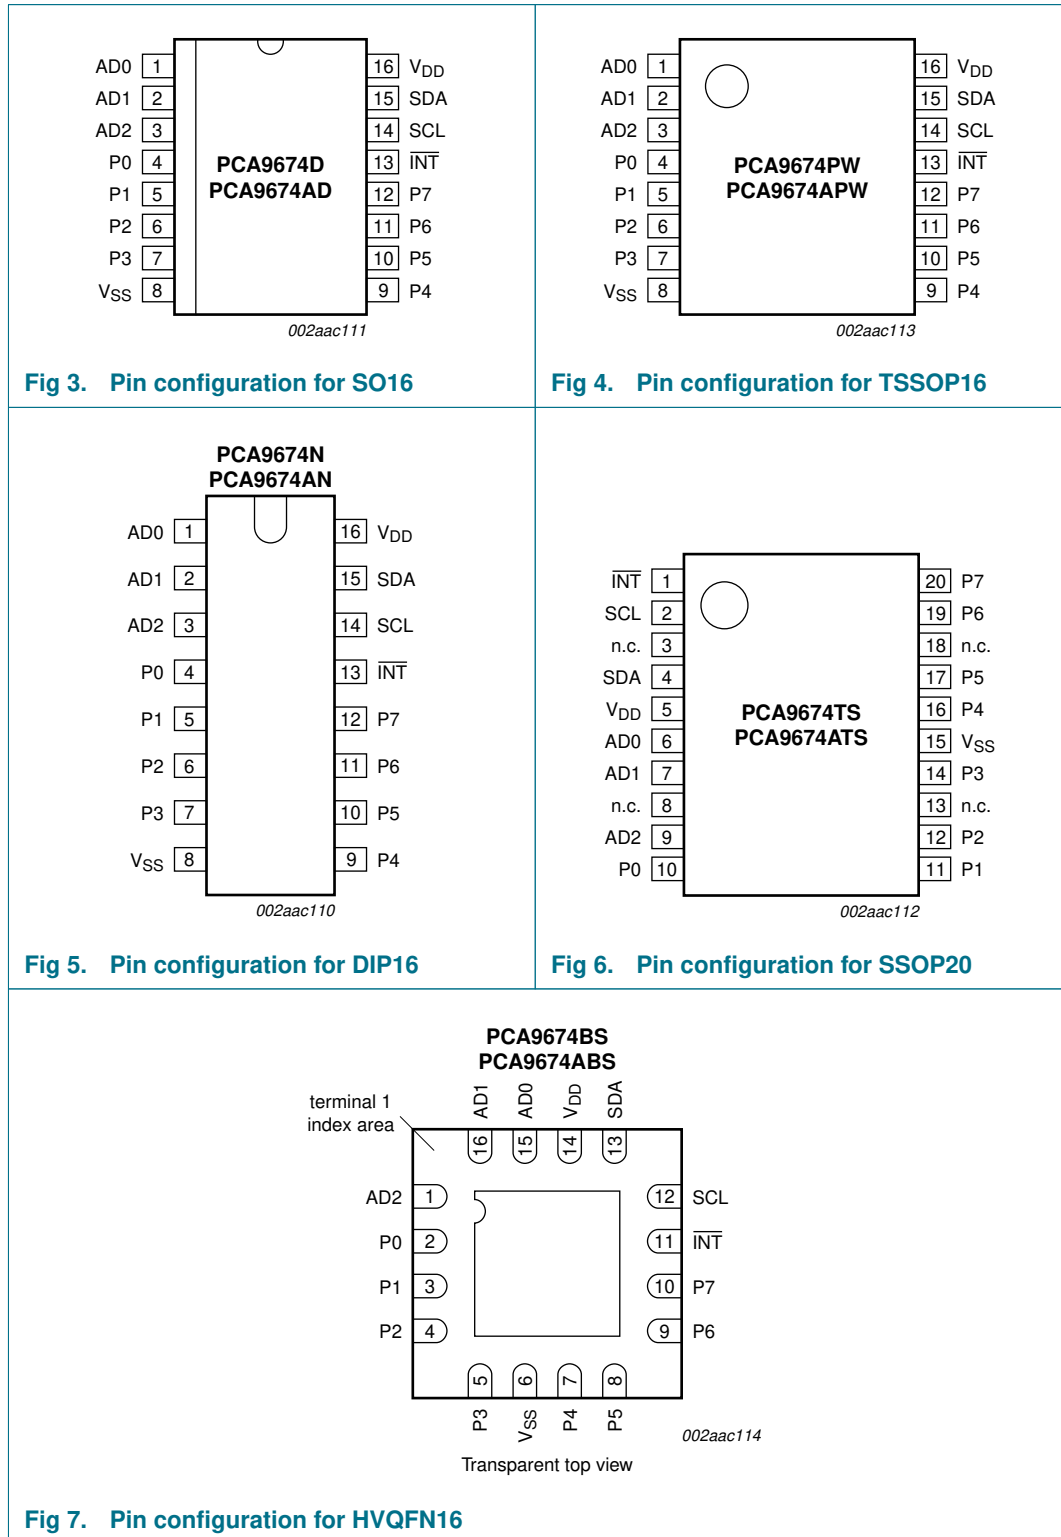 AD0 1 16 VDD
AD1 2 15 SDA
AD2 3 14 SCL
P0 4 13 INT
P1 5 12 P7
P2 6 11 P6
P3 7 10 P5
VSS 8 9 P4
PCA9674D
PCA9674AD
002aac111
Fig 3. Pin configuration for SO16
AD0 1 16 VDD
AD1 2 15 SDA
AD2 3 14 SCL
P0 4 13 INT
P1 5 12 P7
P2 6 11 P6
P3 7 10 P5
VSS 8 9 P4
PCA9674PW
PCA9674APW
002aac113
Fig 4. Pin configuration for TSSOP16
PCA9674N
PCA9674AN
AD0 1 16 VDD
AD1 2 15 SDA
AD2 3 14 SCL
P0 4 13 INT
P1 5 12 P7
P2 6 11 P6
P3 7 10 P5
VSS 8 9 P4
002aac110
Fig 5. Pin configuration for DIP16
INT 1 20 P7
SCL 2 19 P6
n.c. 3 18 n.c.
SDA 4 17 P5
VDD 5 16 P4
AD0 6 15 VSS
AD1 7 14 P3
n.c. 8 13 n.c.
AD2 9 12 P2
P0 10 11 P1
PCA9674TS
PCA9674ATS
002aac112
Fig 6. Pin configuration for SSOP20
PCA9674BS
PCA9674ABS
terminal 1
index area
AD1 AD0 VDD SDA
16 15 14 13
AD2 1 12 SCL
P0 2 11 INT
P1 3 10 P7
P2 4 9 P6
5 6 7 8
P3 VSS P4 P5
002aac114
Transparent top view
Fig 7. Pin configuration for HVQFN16